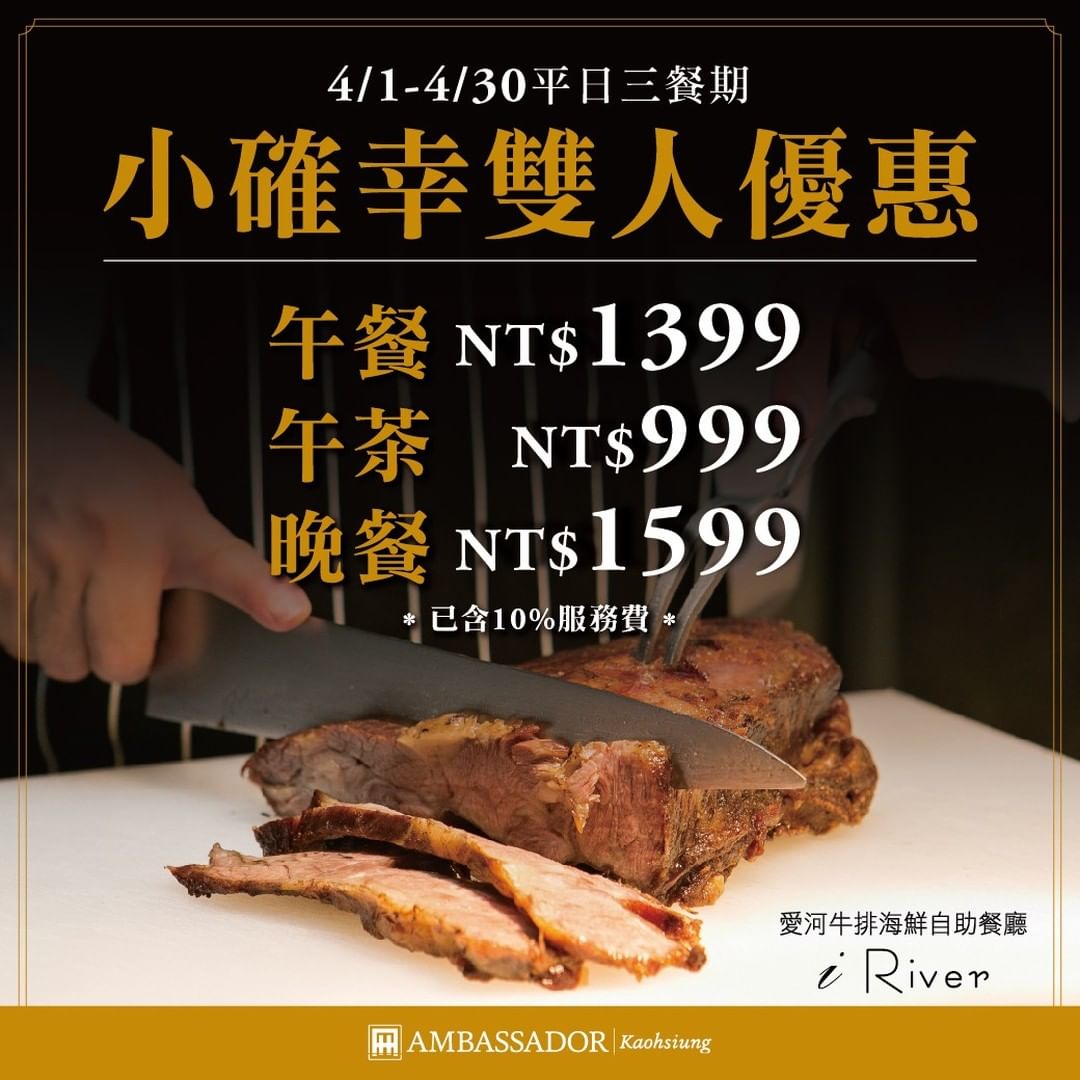 4/1-4/30平日三餐期
小確幸雙人優惠
午餐 NT$1399
午茶 NT$999
晚餐 NT$1599
* 已含10%服務費 *
愛河牛排海鮮自助餐廳
i River
AMBASSADOR | Kaohsiung